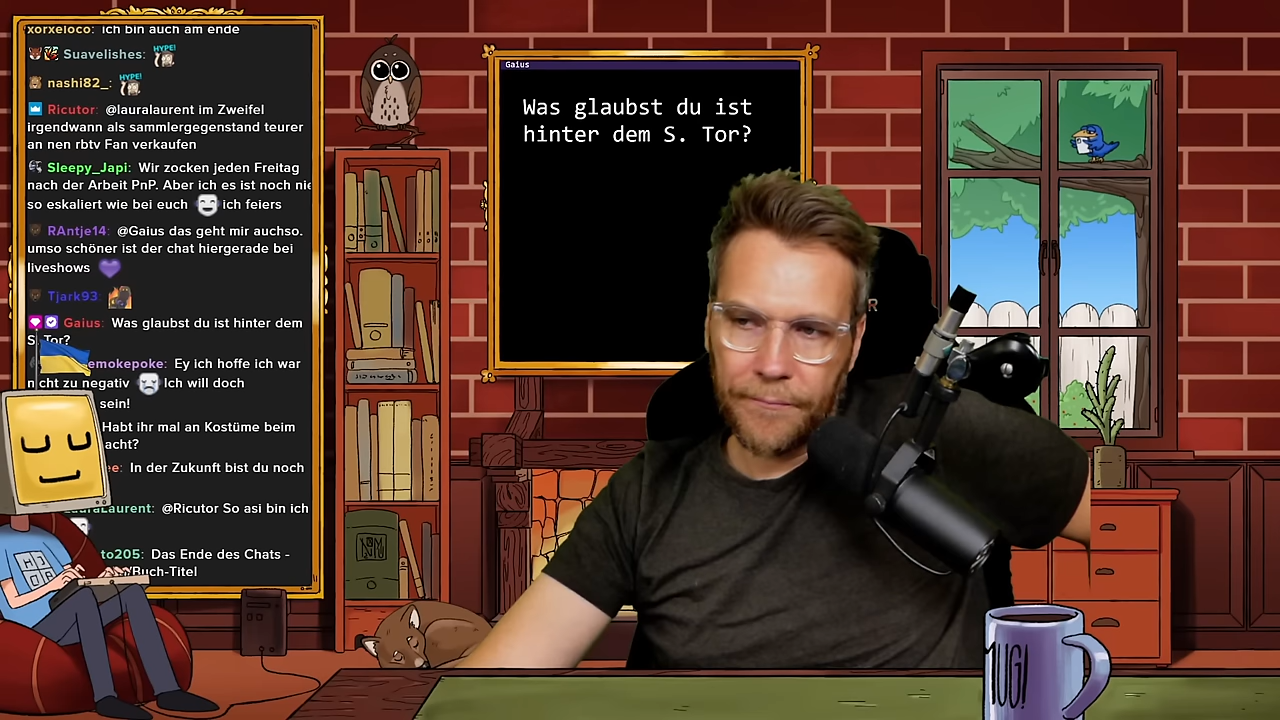 xorxeloco: Ich bin auch am ende
Suavelishes: HYPE!
nashi82_: HYPE!
Ricutor: @lauralaurent im Zweifel
irgendwann als sammlergegenstand teurer
an nen rbtv Fan verkaufen
Sleepy_Japi: Wir zocken jeden Freitag
nach der Arbeit PnP. Aber ich es ist noch nie
so eskaliert wie bei euch ich feiers
RAntje14: @Gaius das geht mir auchso.
umso schöner ist der chat hiergerade bei
liveshows
Tjark93:
Gaius: Was glaubst du ist hinter dem
S. Tor?
emokepoke: Ey ich hoffe ich war
nicht zu negativ Ich will doch
sein!
Habt ihr mal an Kostüme beim
acht?
ee: In der Zukunft bist du noch
auraLaurent: @Ricutor So asi bin ich
to205: Das Ende des Chats -
/Buch-Titel
Gaius
Was glaubst du ist
hinter dem S. Tor?
R
MUG!